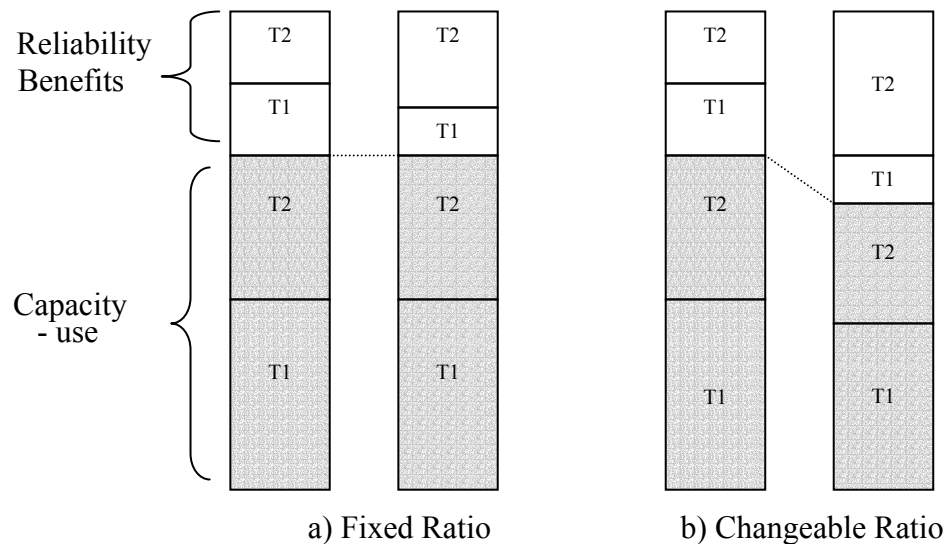 Reliability
Benefits
T2
T1
T2
T1
T2
T1
T2
T1
Capacity
- use
T2
T1
T2
T1
T2
T1
T2
T1
a) Fixed Ratio
b) Changeable Ratio